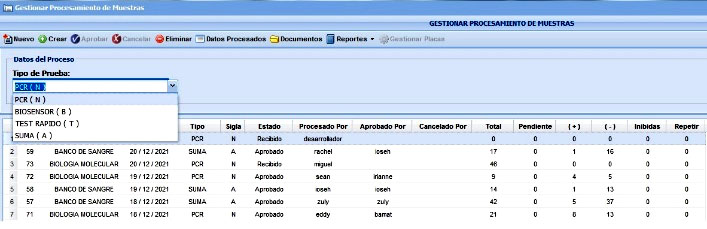 Gestionar Procesamiento de Muestras
GESTIONAR PROCESAMIENTO DE MUESTRAS
Nuevo Crear Aprobar Cancelar Eliminar Datos Procesados Documentos Reportes Gestionar Placas
Datos del Proceso
Tipo de Prueba:
PCR ( N )
PCR ( N )
BIOSENSOR ( B )
TEST RAPIDO ( T )
SUMA ( A )
Tipo Sigla Estado Procesado Por Aprobado Por Cancelado Por Total Pendiente ( + ) ( - ) Inibidas Repetir
1 PCR N Recibido desarrollador 0 0 0 0 0 0
2 59 BANCO DE SANGRE 20 / 12 / 2021 SUMA A Aprobado rachel ioseh 17 0 1 16 0 0
3 73 BIOLOGIA MOLECULAR 20 / 12 / 2021 PCR N Recibido miguel 46 0 0 0 0 0
4 72 BIOLOGIA MOLECULAR 19 / 12 / 2021 PCR N Aprobado sean irianne 9 0 4 5 0 0
5 58 BANCO DE SANGRE 19 / 12 / 2021 SUMA A Aprobado ioseh ioseh 14 0 1 13 0 0
6 57 BANCO DE SANGRE 18 / 12 / 2021 SUMA A Aprobado zuly zuly 42 0 5 37 0 0
7 71 BIOLOGIA MOLECULAR 18 / 12 / 2021 PCR N Aprobado eddy barnat 21 0 8 13 0 0